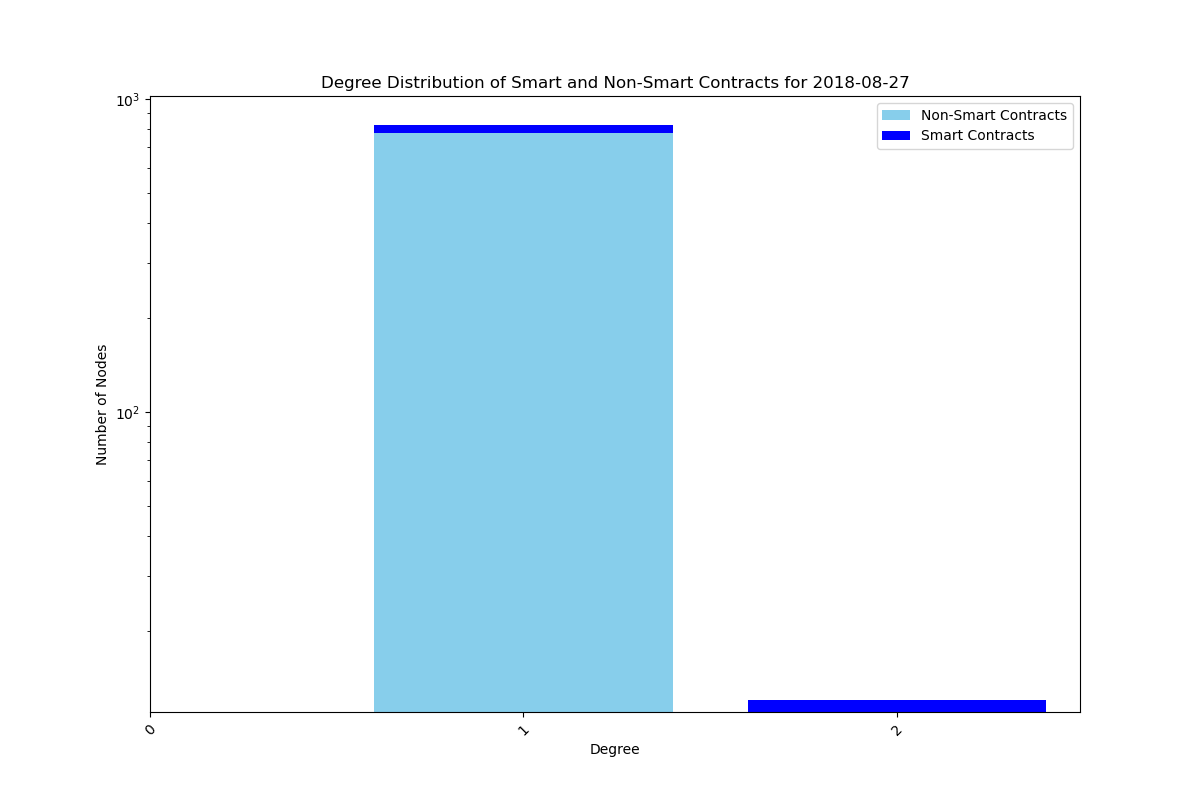 Degree Distribution of Smart and Non-Smart Contracts for 2018-08-27
10³
Non-Smart Contracts
Smart Contracts
Number of Nodes
10²
0
1
2
Degree